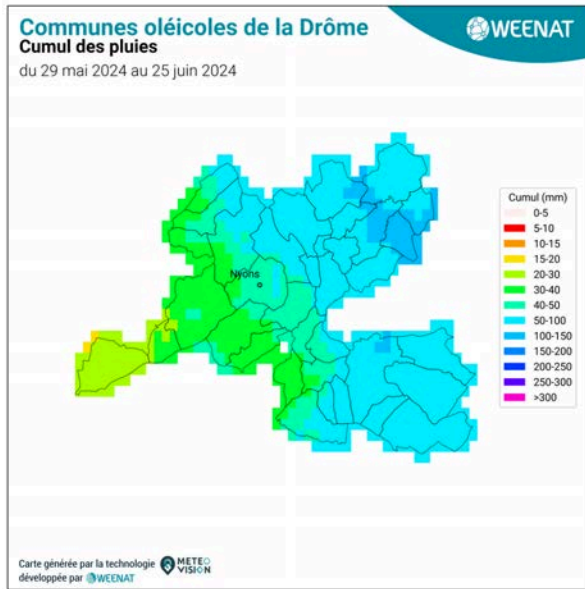 Communes oléicoles de la Drôme
Cumul des pluies
du 29 mai 2024 au 25 juin 2024
WEENAT
Nyons
Cumul (mm)
0-5
5-10
10-15
15-20
20-30
30-40
40-50
50-100
100-150
150-200
200-250
250-300
>300
Carte générée par la technologie METEO VISION
développée par WEENAT